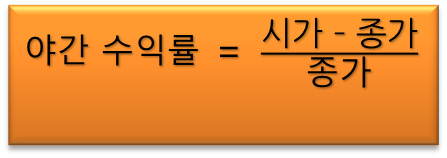 야간 수익률 = 시가 - 종가
종가